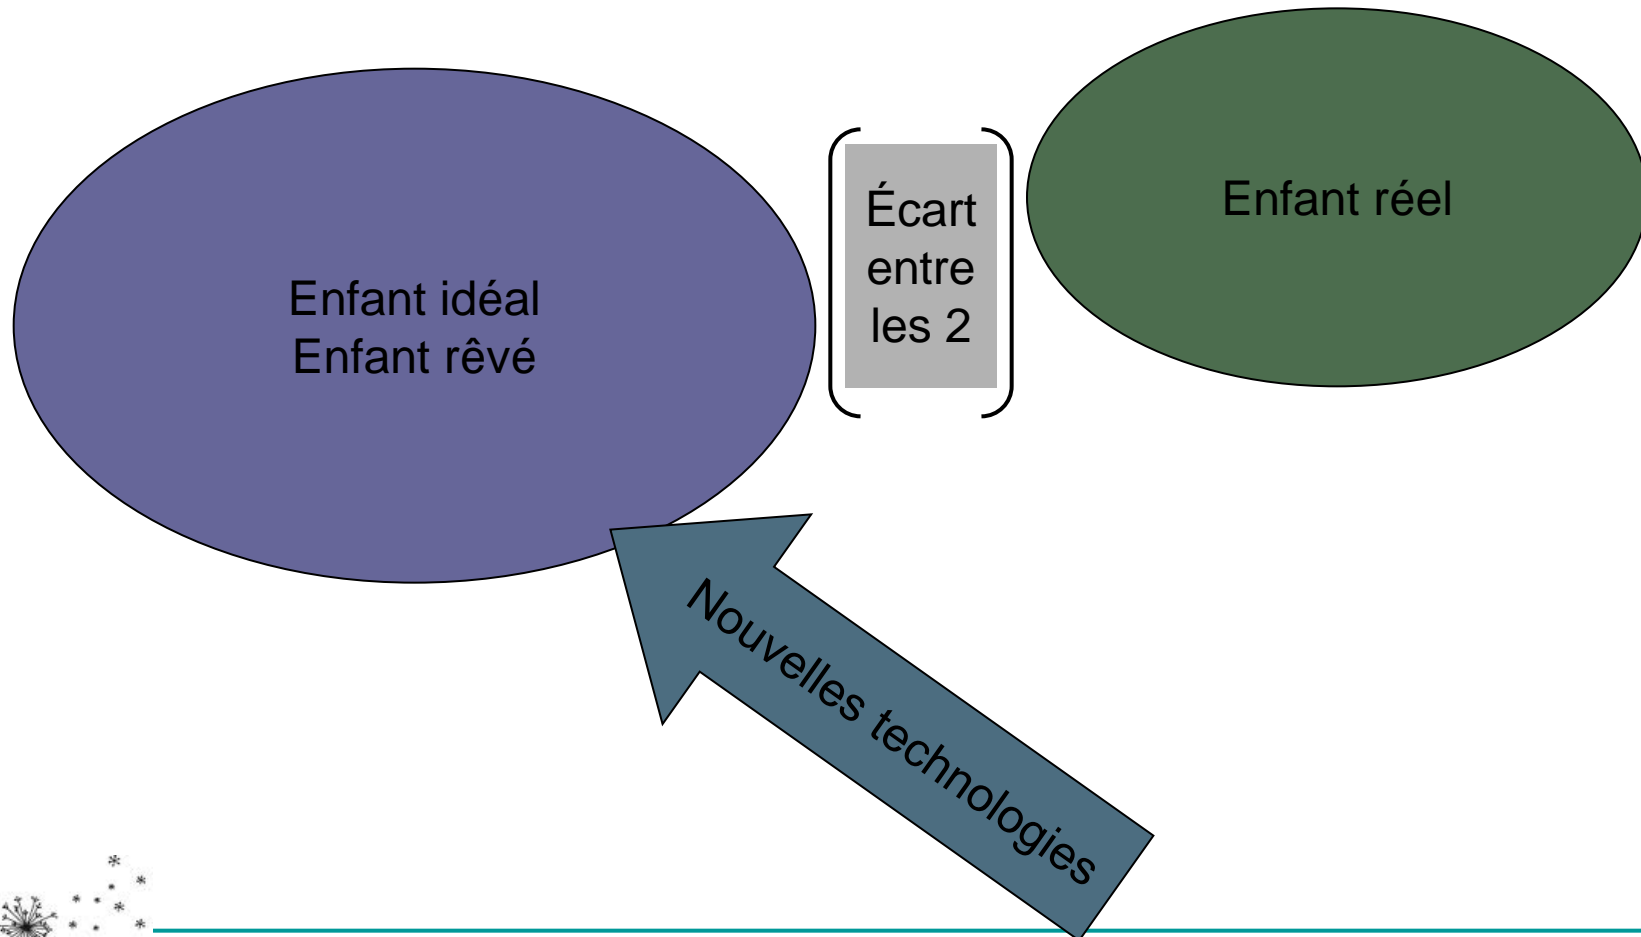 Enfant idéal
Enfant rêvé
Écart
entre
les 2
Enfant réel
Nouvelles technologies